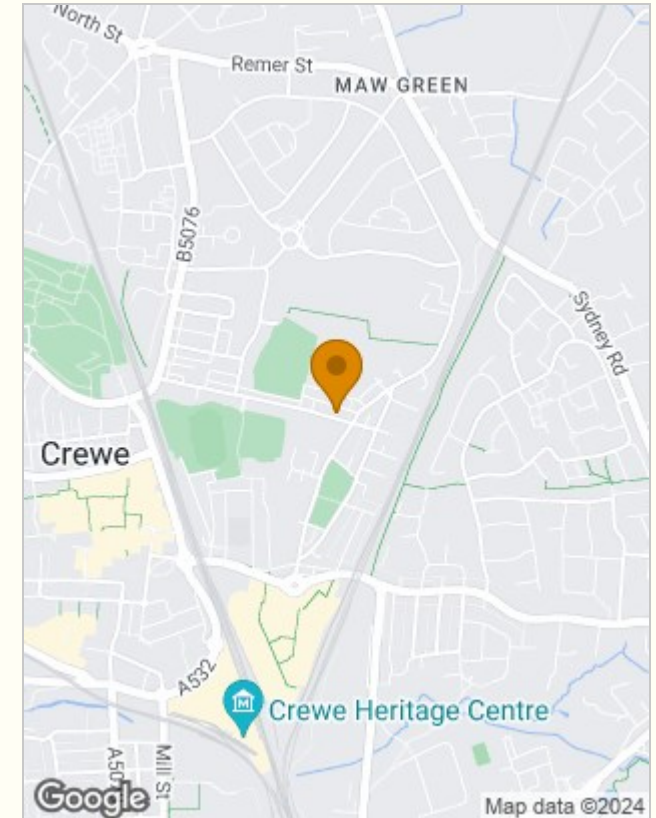 North St
Remer St
MAW GREEN
B5076
Sydney Rd
Crewe
A532
Crewe Heritage Centre
Mill St
Google
Map data ©2024